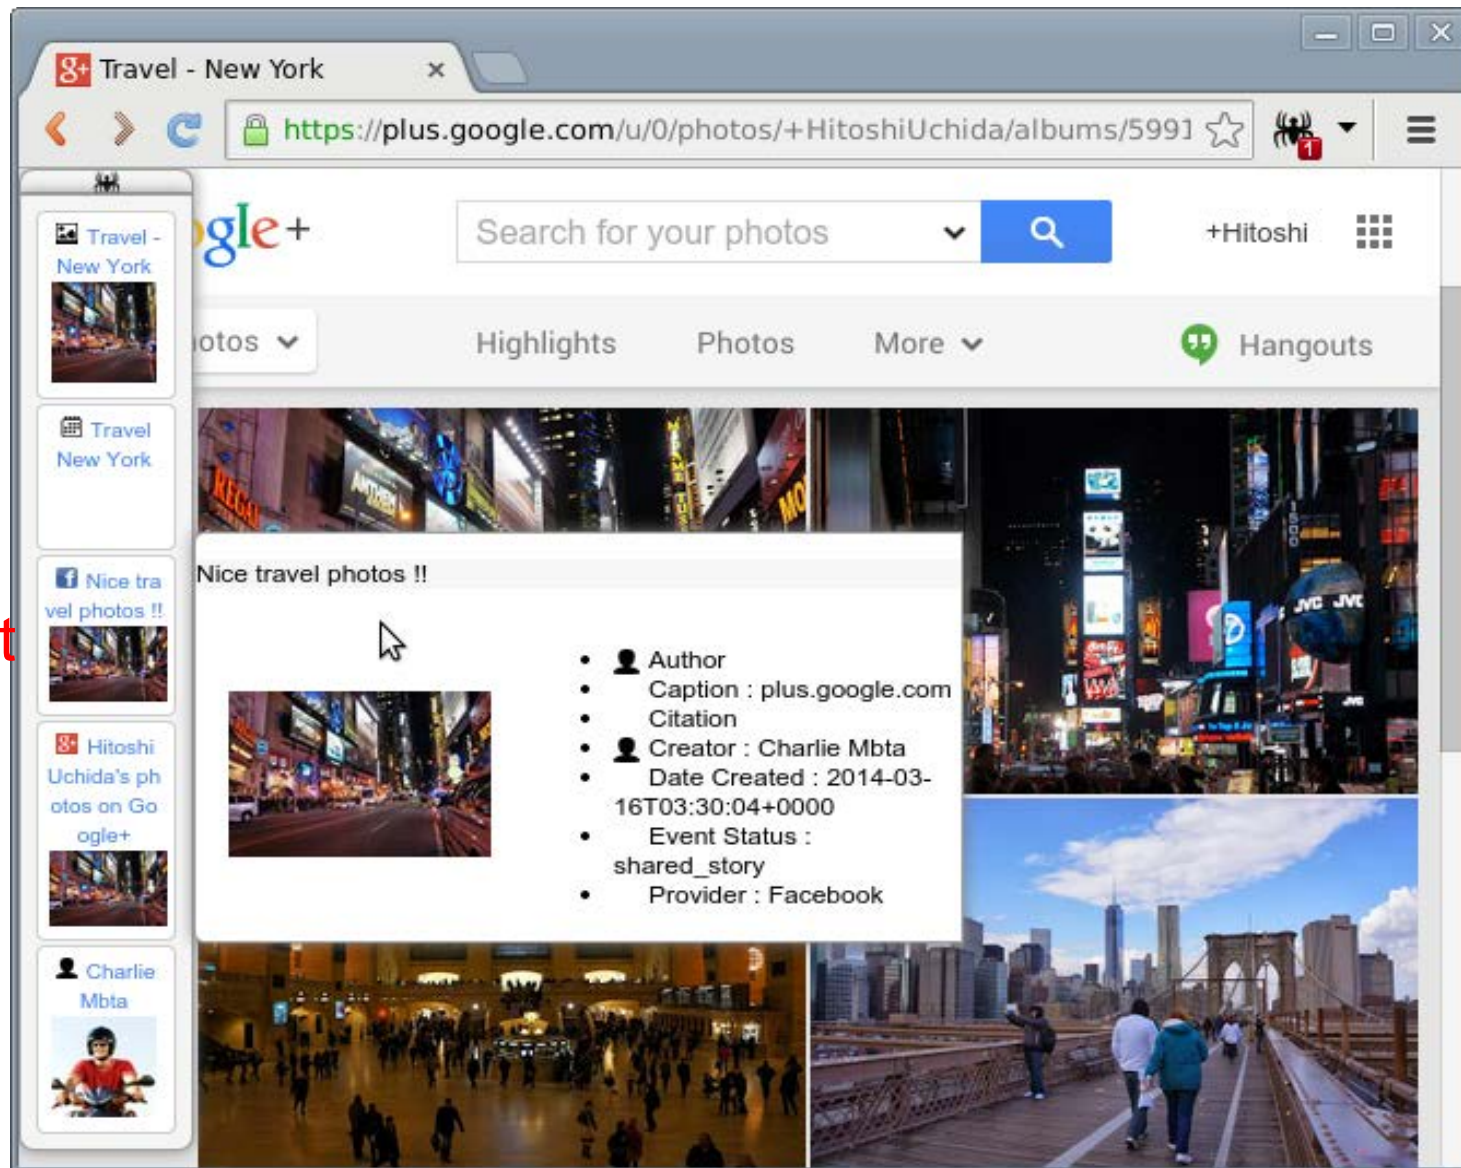 Travel - New York
https://plus.google.com/u/0/photos/+HitoshiUchida/albums/5991
1
gle+
Search for your photos
+Hitoshi
otos
Highlights
Photos
More
Hangouts
Travel -
New York
Travel
New York
Nice tra
vel photos !!
Hitoshi
Uchida's ph
otos on Go
ogle+
Charlie
Mbta
t
REGAL
ANTHEM
JVC JVC
Nice travel photos !!
Author
Caption : plus.google.com
Citation
Creator : Charlie Mbta
Date Created : 2014-03-
16T03:30:04+0000
Event Status :
shared_story
Provider : Facebook